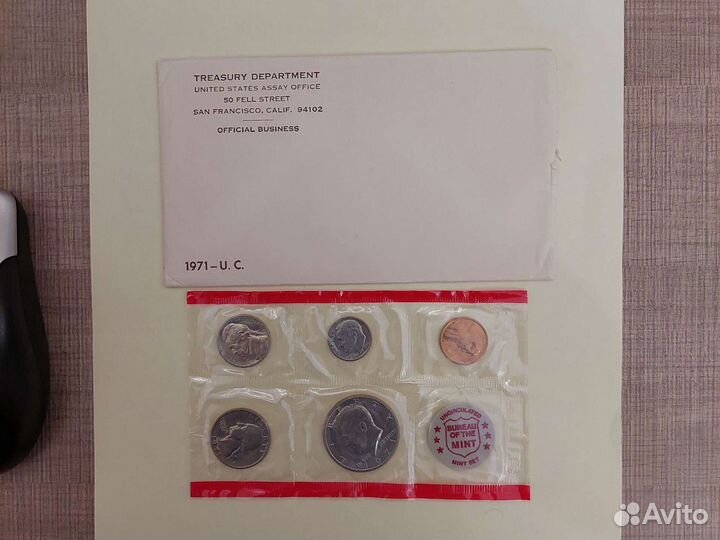 TREASURY DEPARTMENT
UNITED STATES ASSAY OFFICE
50 FELL STREET
SAN FRANCISCO, CALIF. 94102
OFFICIAL BUSINESS
1971-U.C.
UNCIRCULATED
BUREAU
OF THE
MINT
MINT SET
Avito